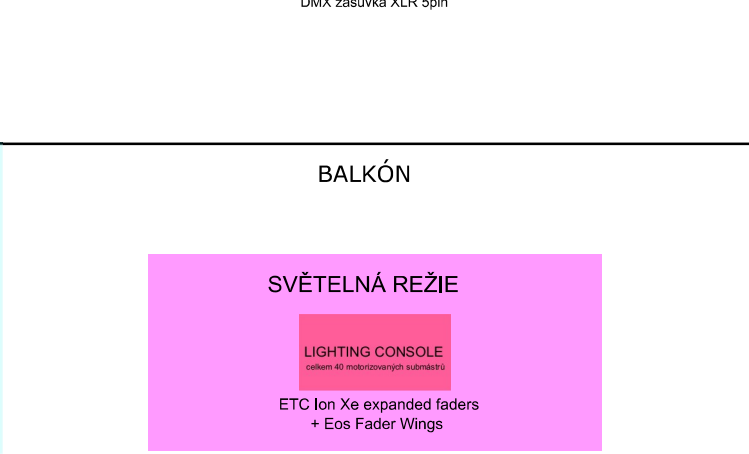 DMX zásuvka XLR 5pin
BALKÓN
SVĚTELNÁ REŽIE
LIGHTING CONSOLE
celkem 40 motorizovaných submástrů
ETC Ion Xe expanded faders
+ Eos Fader Wings